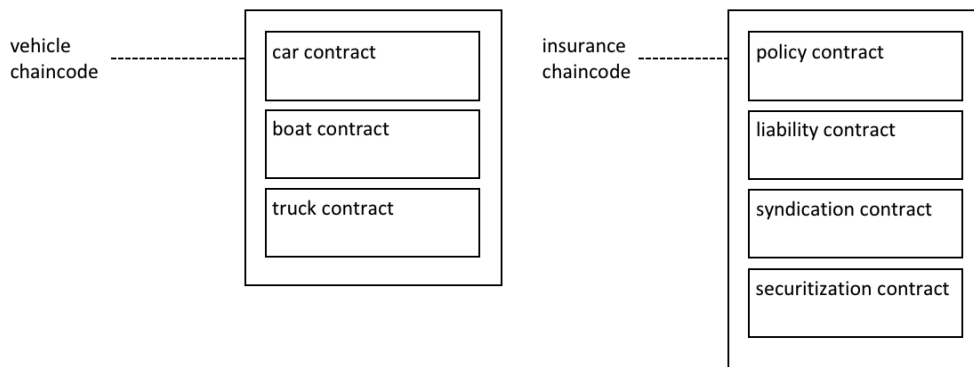 vehicle
chaincode
car contract
boat contract
truck contract
insurance
chaincode
policy contract
liability contract
syndication contract
securitization contract